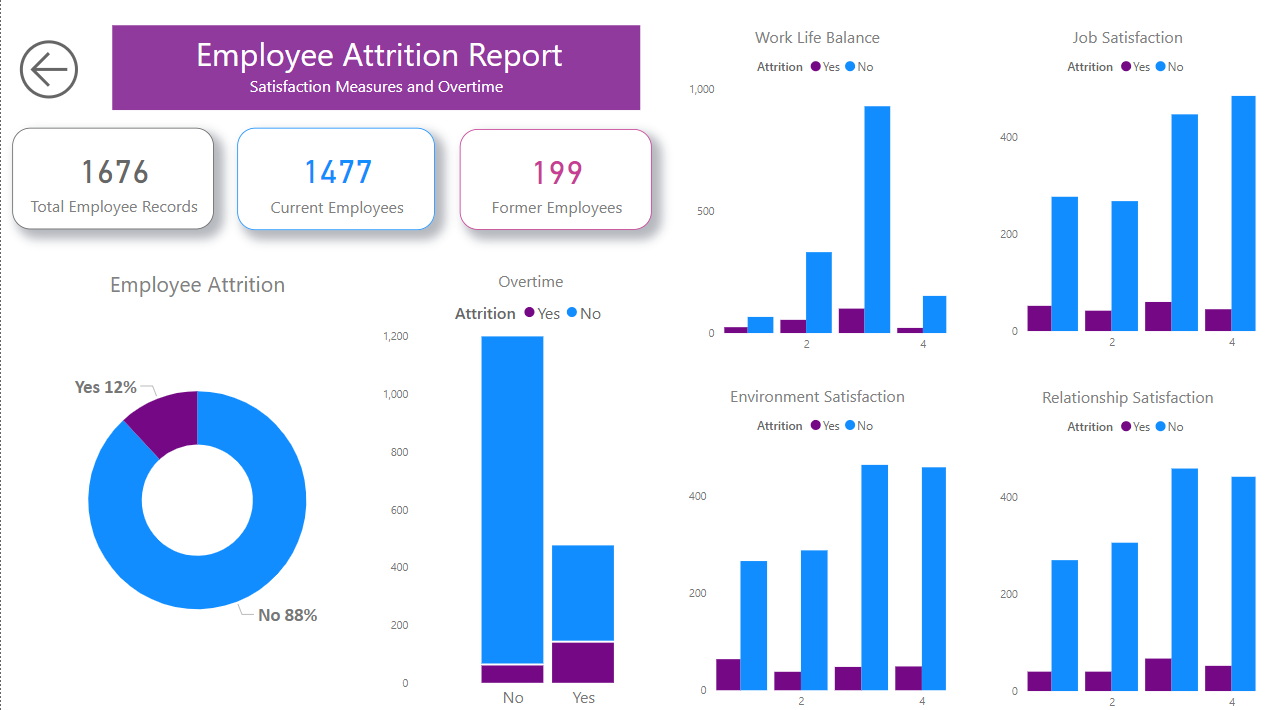 Employee Attrition Report
Satisfaction Measures and Overtime
1676
Total Employee Records
1477
Current Employees
199
Former Employees
Employee Attrition
Yes 12%
No 88%
Overtime
Attrition Yes No
1,200
1,000
800
600
400
200
0
No Yes
Work Life Balance
Attrition Yes No
1,000
500
0
2 4
Job Satisfaction
Attrition Yes No
400
200
0
2 4
Environment Satisfaction
Attrition Yes No
400
200
0
2 4
Relationship Satisfaction
Attrition Yes No
400
200
0
2 4